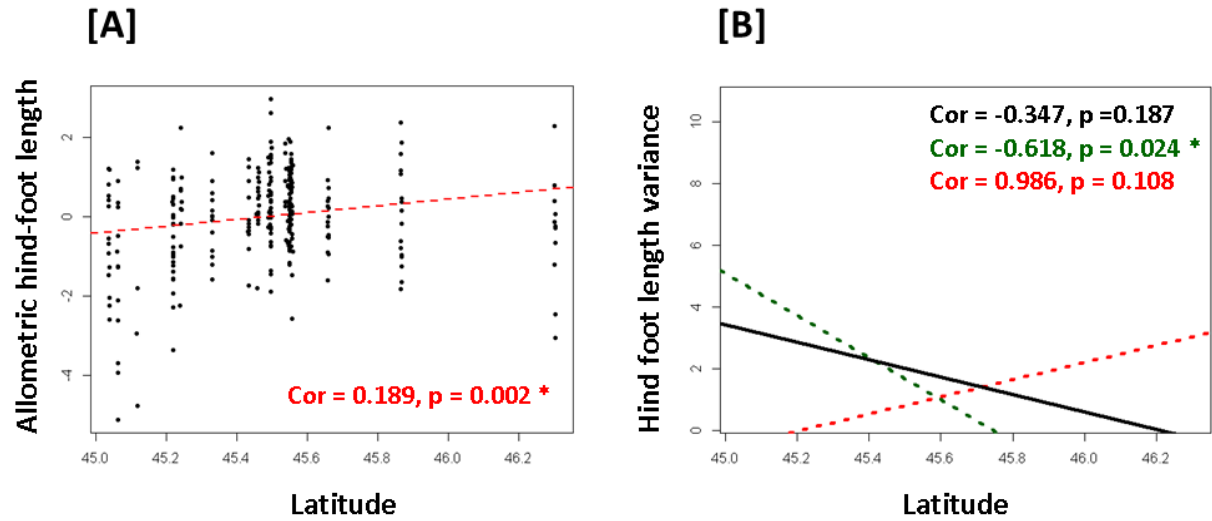 [A]
Allometric hind-foot length
2
0
-2
-4
Cor = 0.189, p = 0.002 *
45.0 45.2 45.4 45.6 45.8 46.0 46.2
Latitude
[B]
Hind foot length variance
10
8
6
4
2
0
Cor = -0.347, p =0.187
Cor = -0.618, p = 0.024 *
Cor = 0.986, p = 0.108
45.0 45.2 45.4 45.6 45.8 46.0 46.2
Latitude